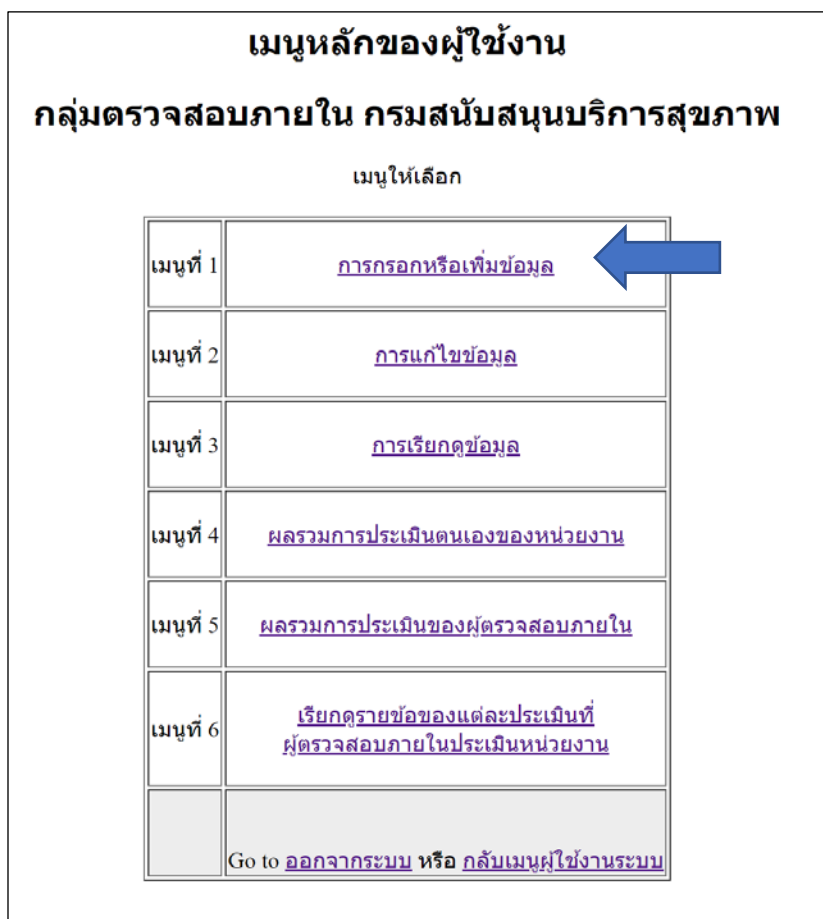 เมนูหลักของผู้ใช้งาน
กลุ่มตรวจสอบภายใน กรมสนับสนุนบริการสุขภาพ
เมนูให้เลือก
เมนูที่ 1 การกรอกหรือเพิ่มข้อมูล
เมนูที่ 2 การแก้ไขข้อมูล
เมนูที่ 3 การเรียกดูข้อมูล
เมนูที่ 4 ผลรวมการประเมินตนเองของหน่วยงาน
เมนูที่ 5 ผลรวมการประเมินของผู้ตรวจสอบภายใน
เมนูที่ 6 เรียกดูรายข้อของแต่ละประเมินที่
ผู้ตรวจสอบภายในประเมินหน่วยงาน
Go to ออกจากระบบ หรือ กลับเมนูผู้ใช้งานระบบ